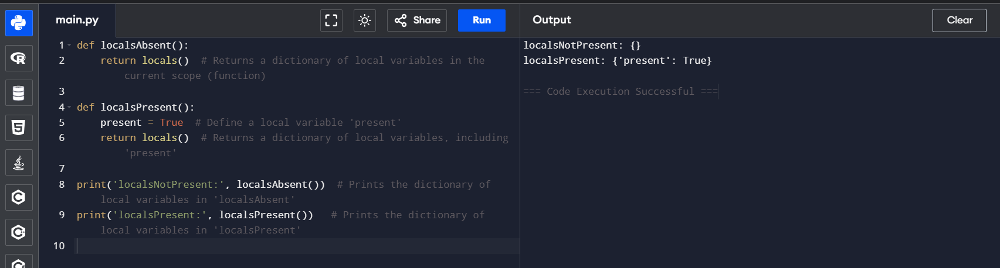 main.py
Share
Run
Output
Clear
1 def localsAbsent():
2 return locals()  # Returns a dictionary of local variables in the
current scope (function)
3
4 def localsPresent():
5 present = True  # Define a local variable 'present'
6 return locals()  # Returns a dictionary of local variables, including
'present'
7
8 print('localsNotPresent:', localsAbsent())  # Prints the dictionary of
local variables in 'localsAbsent'
9 print('localsPresent:', localsPresent())   # Prints the dictionary of
local variables in 'localsPresent'
10
localsNotPresent: {}
localsPresent: {'present': True}
=== Code Execution Successful ===